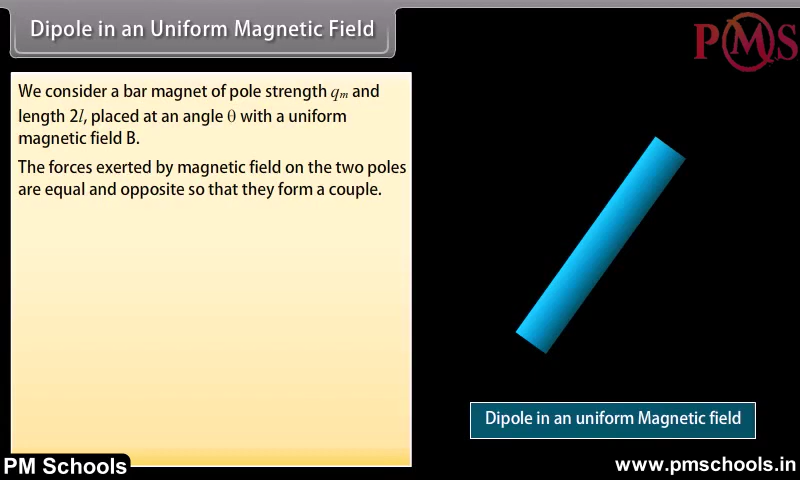 Dipole in an Uniform Magnetic Field
PMS
We consider a bar magnet of pole strength qm and
length 2l, placed at an angle θ with a uniform
magnetic field B.
The forces exerted by magnetic field on the two poles
are equal and opposite so that they form a couple.
Dipole in an uniform Magnetic field
PM Schools
www.pmschools.in